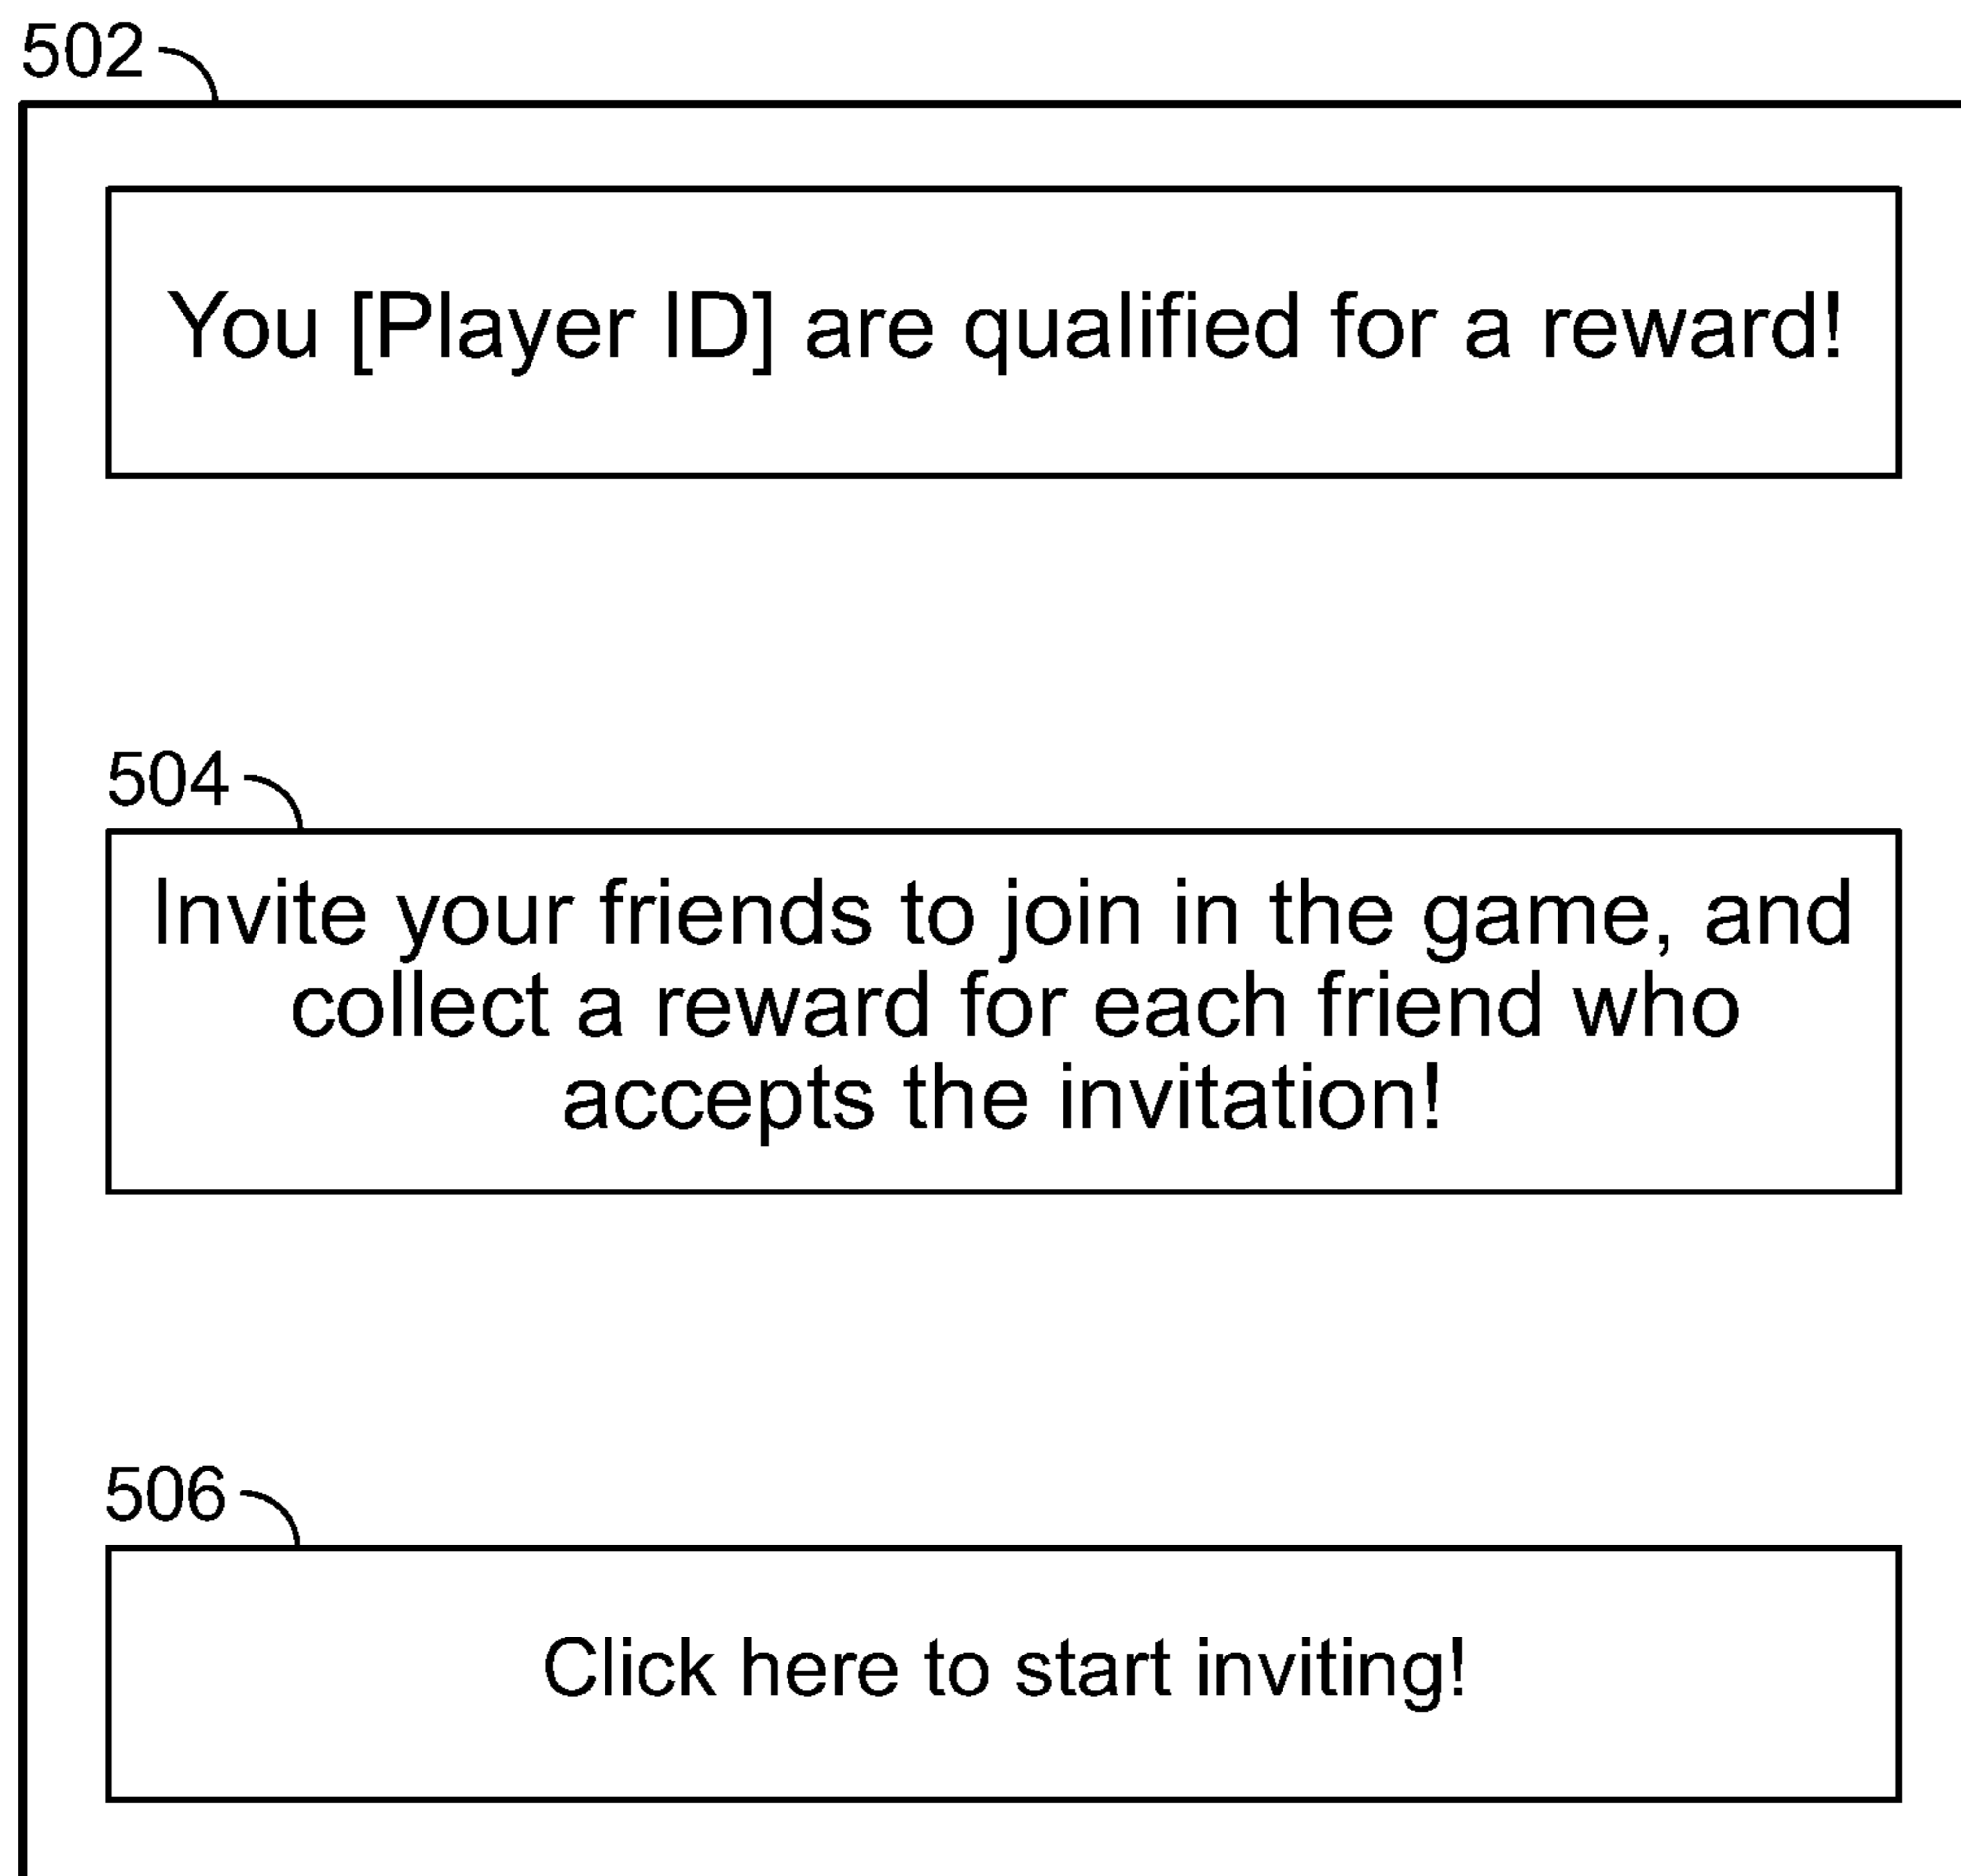 502
You [Player ID] are qualified for a reward!
504
Invite your friends to join in the game, and
collect a reward for each friend who
accepts the invitation!
506
Click here to start inviting!